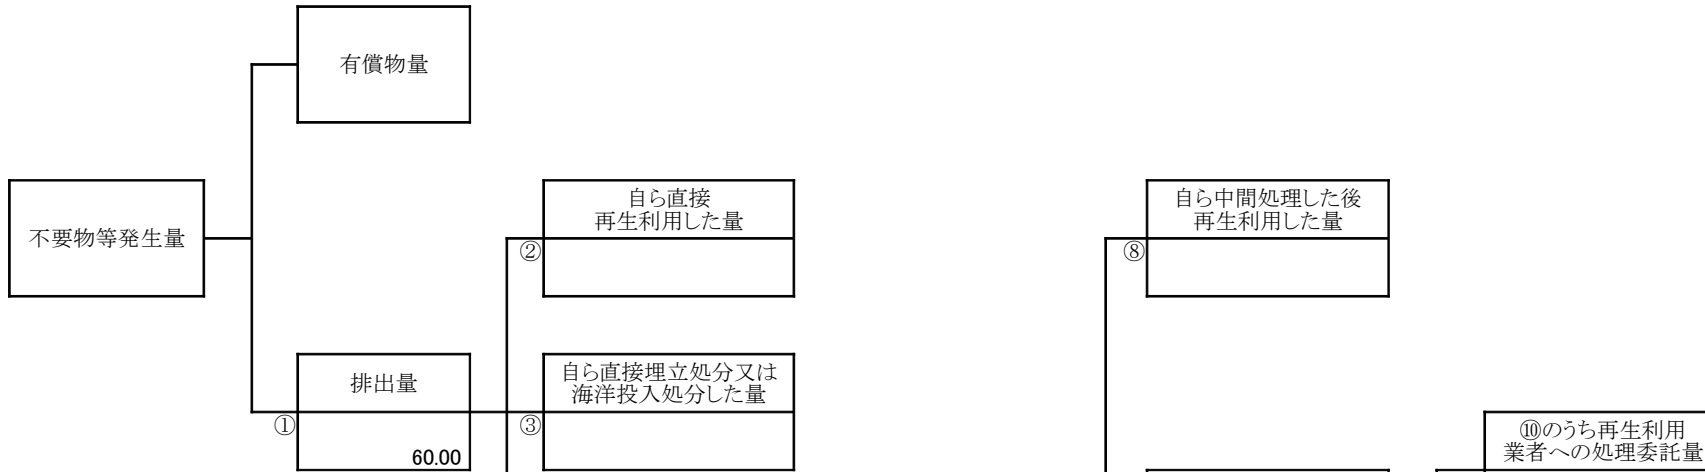 有償物量
不要物等発生量
自ら直接
再生利用した量
②
自ら中間処理した後
再生利用した量
⑧
排出量
①
60.00
自ら直接埋立処分又は
海洋投入処分した量
③
⑩のうち再生利用
業者への処理委託量